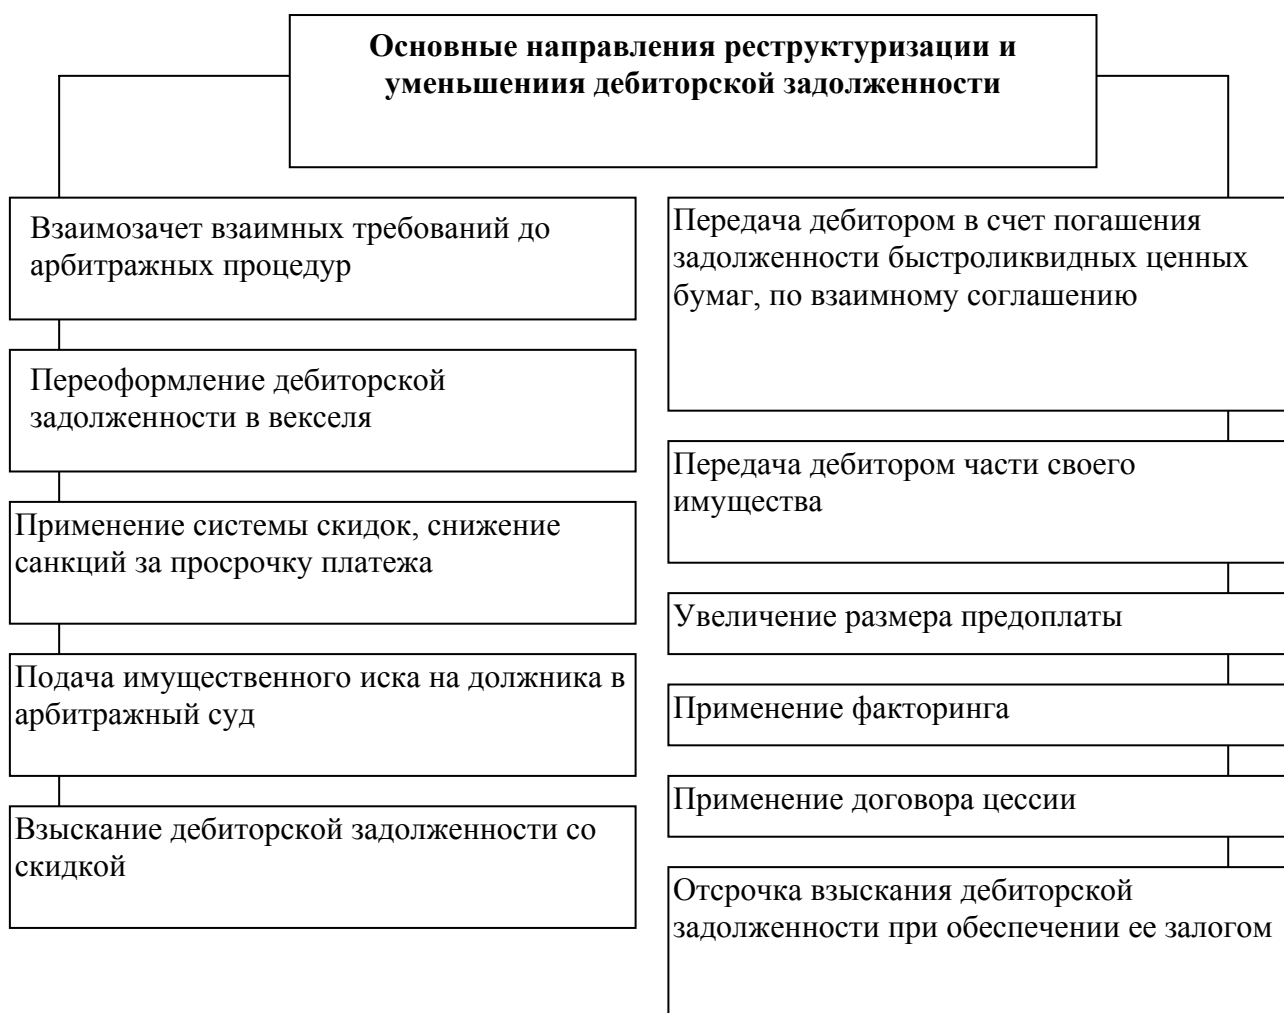 Основные направления реструктуризации и
уменьшениия дебиторской задолженности
Взаимозачет взаимных требований до
арбитражных процедур
Переоформление дебиторской
задолженности в векселя
Применение системы скидок, снижение
санкций за просрочку платежа
Подача имущественного иска на должника в
арбитражный суд
Взыскание дебиторской задолженности со
скидкой
Передача дебитором в счет погашения
задолженности быстроликвидных ценных
бумаг, по взаимному соглашению
Передача дебитором части своего
имущества
Увеличение размера предоплаты
Применение факторинга
Применение договора цессии
Отсрочка взыскания дебиторской
задолженности при обеспечении ее залогом